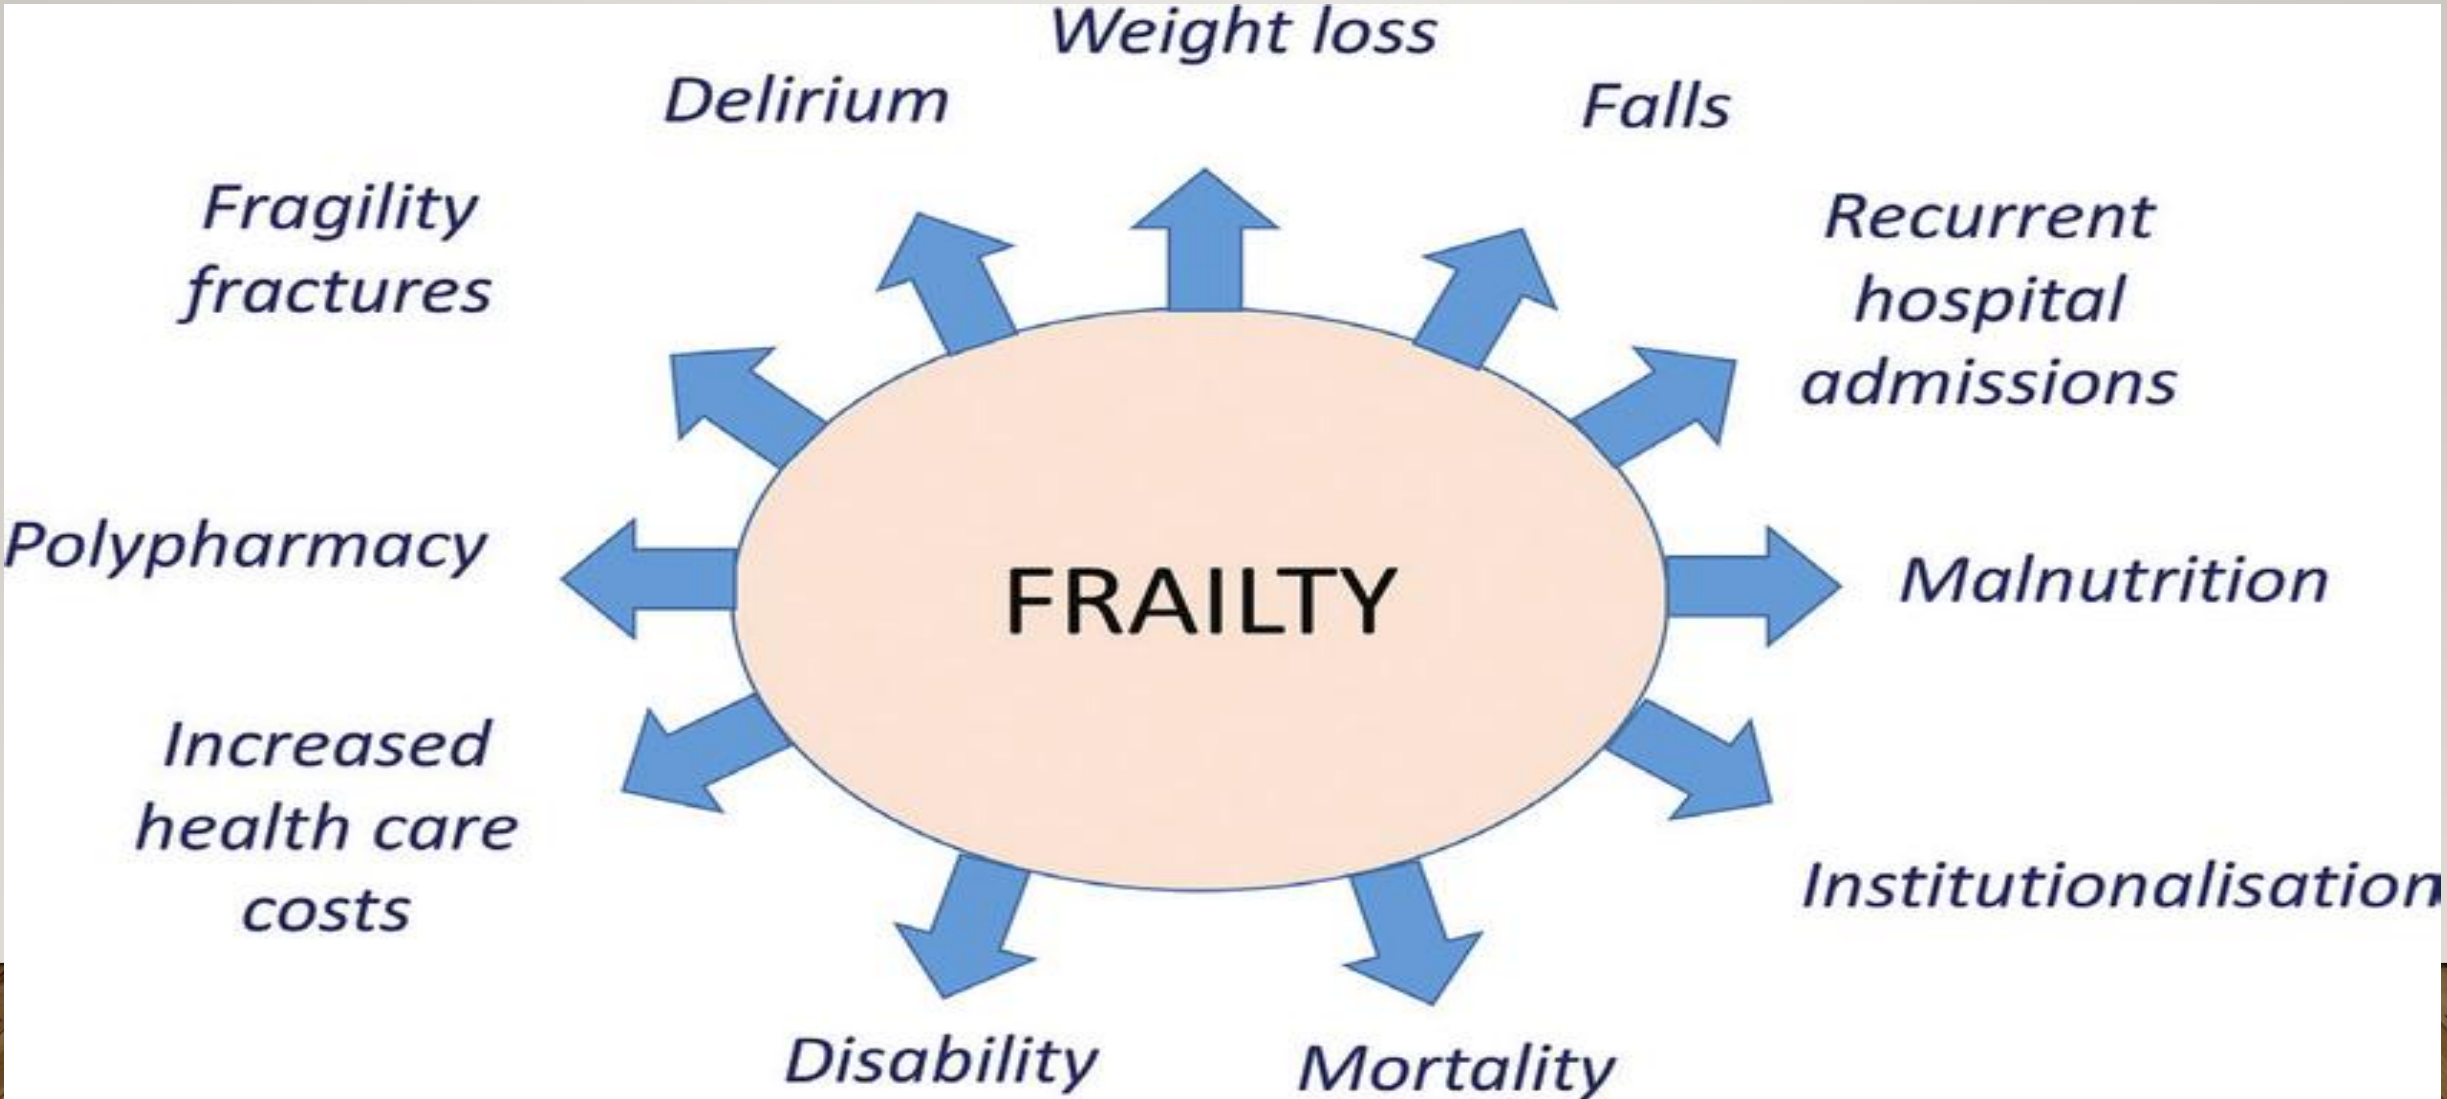 Weight loss
Delirium
Falls
Fragility
fractures
Recurrent
hospital
admissions
Polypharmacy
FRAILTY
Malnutrition
Increased
health care
costs
Institutionalisation
Disability
Mortality